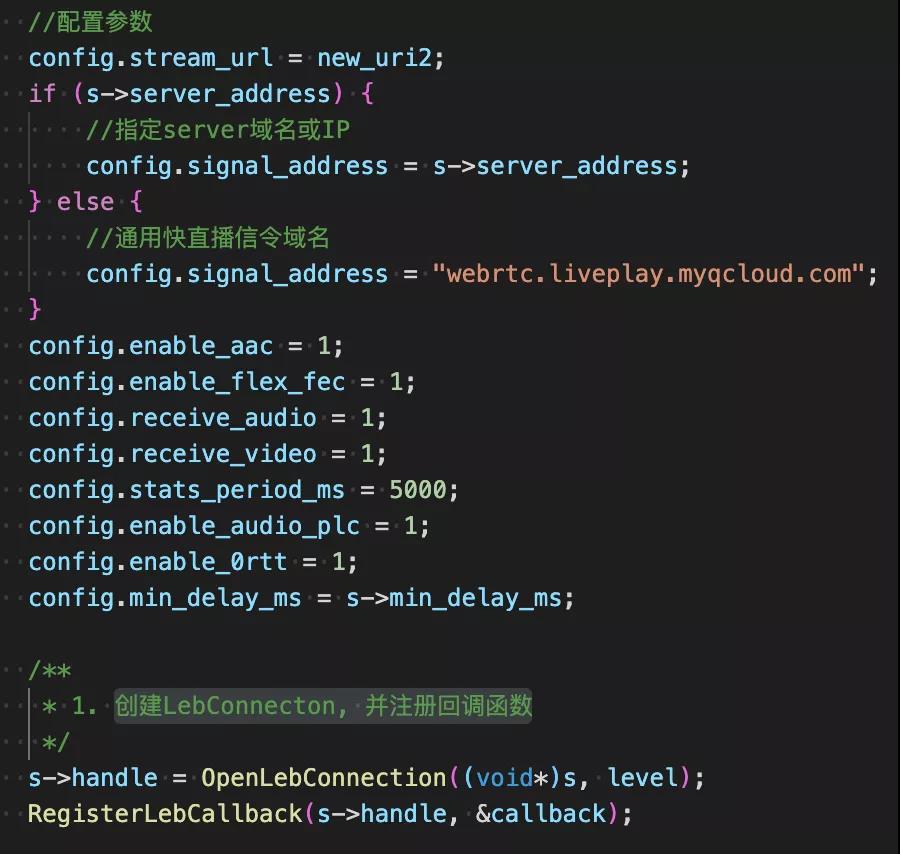 //配置参数
config.stream_url = new_uri2;
if (s->server_address) {
//指定server域名或IP
config.signal_address = s->server_address;
} else {
//通用快直播信令域名
config.signal_address = "webrtc.liveplay.myqcloud.com";
}
config.enable_aac = 1;
config.enable_flex_fec = 1;
config.receive_audio = 1;
config.receive_video = 1;
config.stats_period_ms = 5000;
config.enable_audio_plc = 1;
config.enable_0rtt = 1;
config.min_delay_ms = s->min_delay_ms;
/**
* 1. 创建LebConnecton, 并注册回调函数
*/
s->handle = OpenLebConnection((void*)s, level);
RegisterLebCallback(s->handle, &callback);